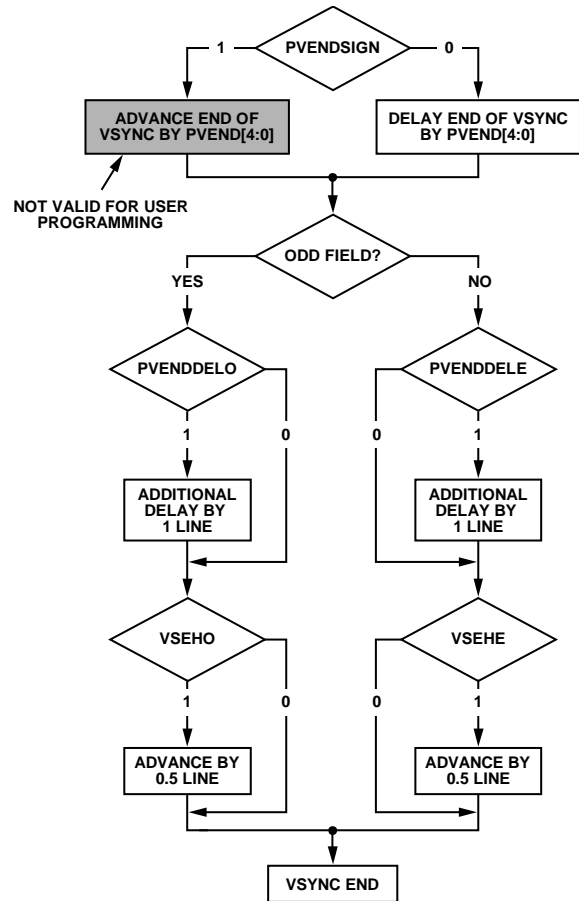 PVENDSIGN
1
0
ADVANCE END OF
VSYNC BY PVEND[4:0]
DELAY END OF VSYNC
BY PVEND[4:0]
NOT VALID FOR USER
PROGRAMMING
ODD FIELD?
YES
NO
PVENDDELO
PVENDDELE
1
0
0
1
ADDITIONAL
DELAY BY
1 LINE
ADDITIONAL
DELAY BY
1 LINE
VSEHO
VSEHE
1
0
0
1
ADVANCE BY
0.5 LINE
ADVANCE BY
0.5 LINE
VSYNC END